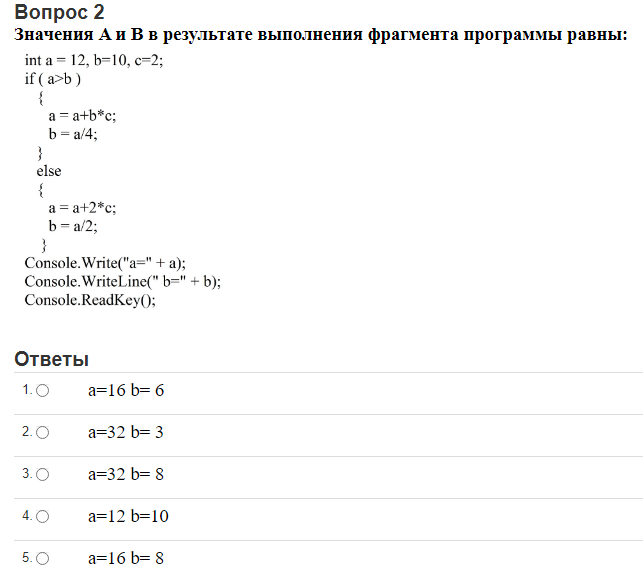 Вопрос 2
Значения А и В в результате выполнения фрагмента программы равны:
int a = 12, b=10, c=2;
if ( a>b )
{
a = a+b*c;
b = a/4;
}
else
{
a = a+2*c;
b = a/2;
}
Console.Write("a=" + a);
Console.WriteLine(" b=" + b);
Console.ReadKey();
Ответы
1. a=16 b= 6
2. a=32 b= 3
3. a=32 b= 8
4. a=12 b=10
5. a=16 b= 8